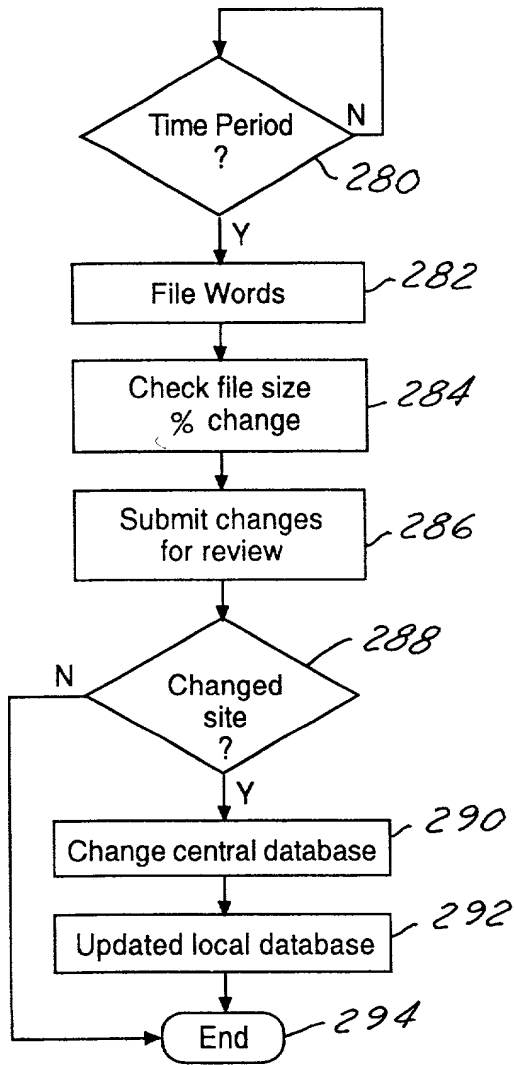 Time Period
?
N
280
Y
File Words
282
Check file size
% change
284
Submit changes
for review
286
288
N
Changed
site
?
Y
290
Change central database
292
Updated local database
End
294